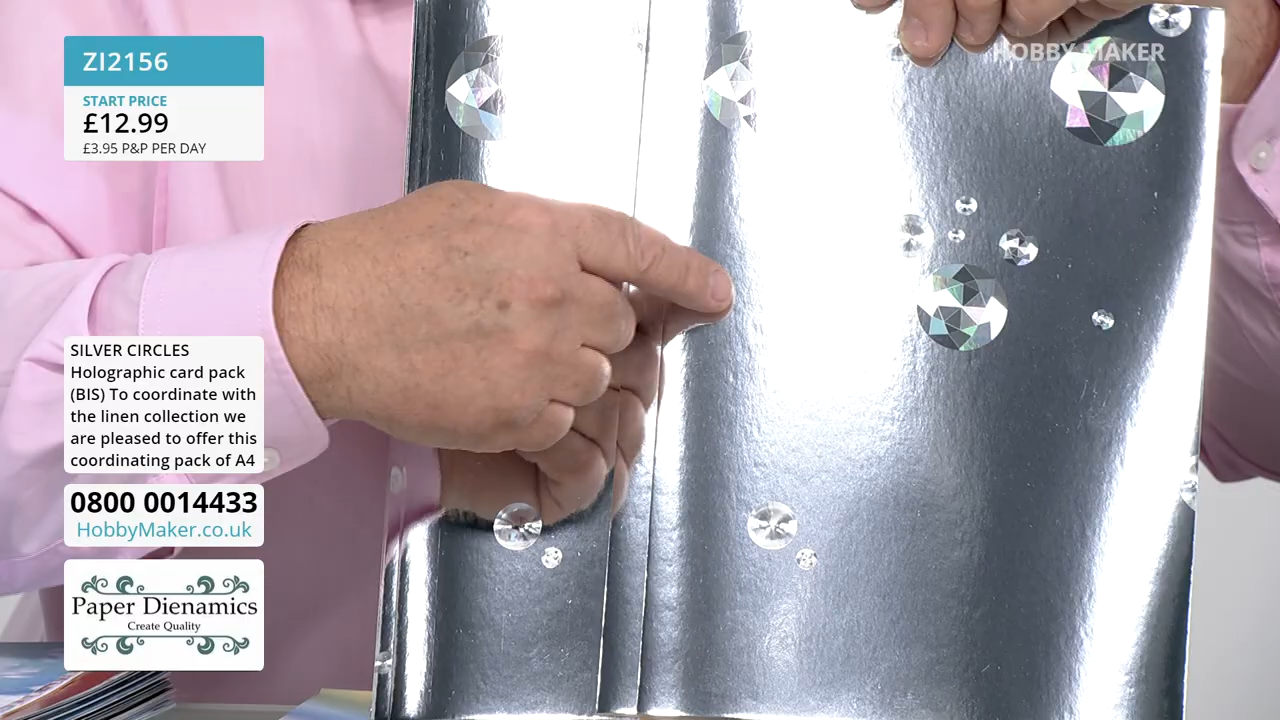 ZI2156
START PRICE
£12.99
£3.95 P&P PER DAY
HOBBY MAKER
SILVER CIRCLES
Holographic card pack
(BIS) To coordinate with
the linen collection we
are pleased to offer this
coordinating pack of A4
0800 0014433
HobbyMaker.co.uk
Paper Dienamics
Create Quality